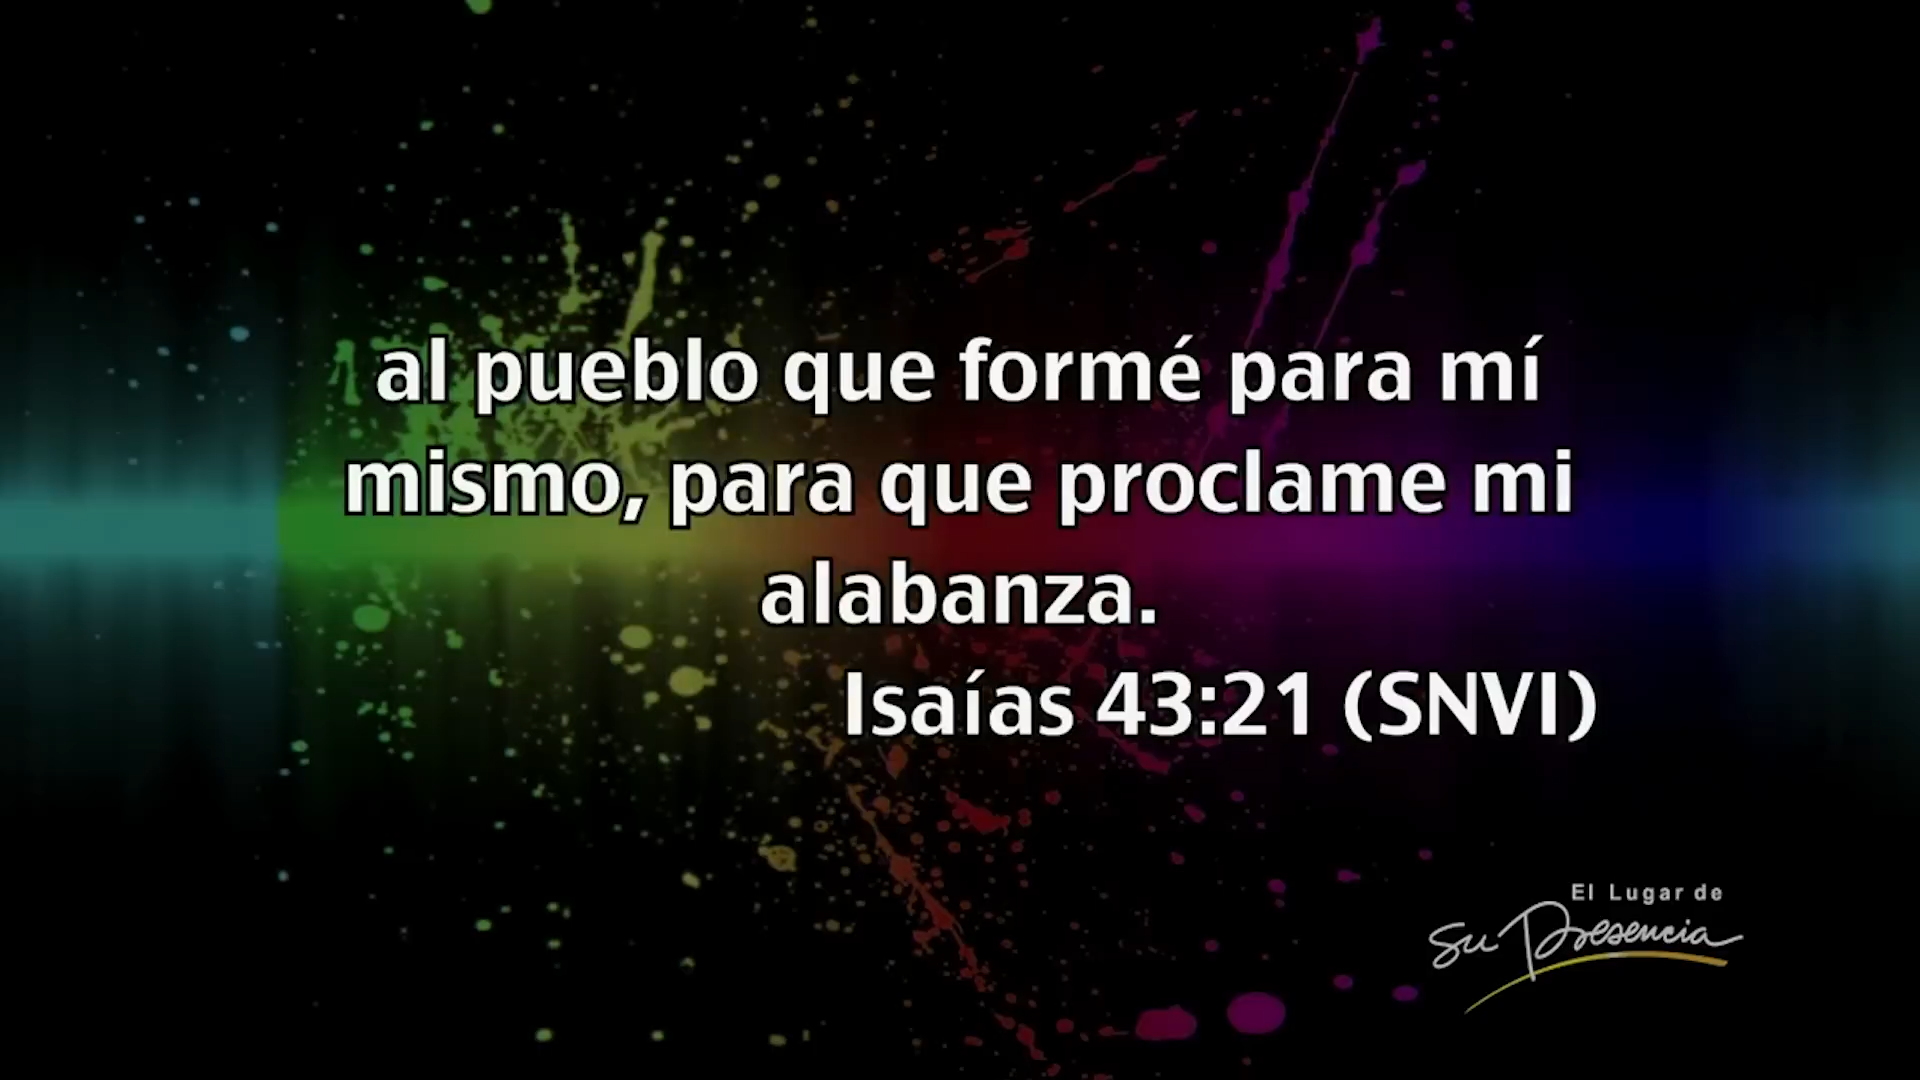 al pueblo que formé para mí
mismo, para que proclame mi
alabanza.
Isaías 43:21 (SNVI)
El Lugar de
Su Presencia